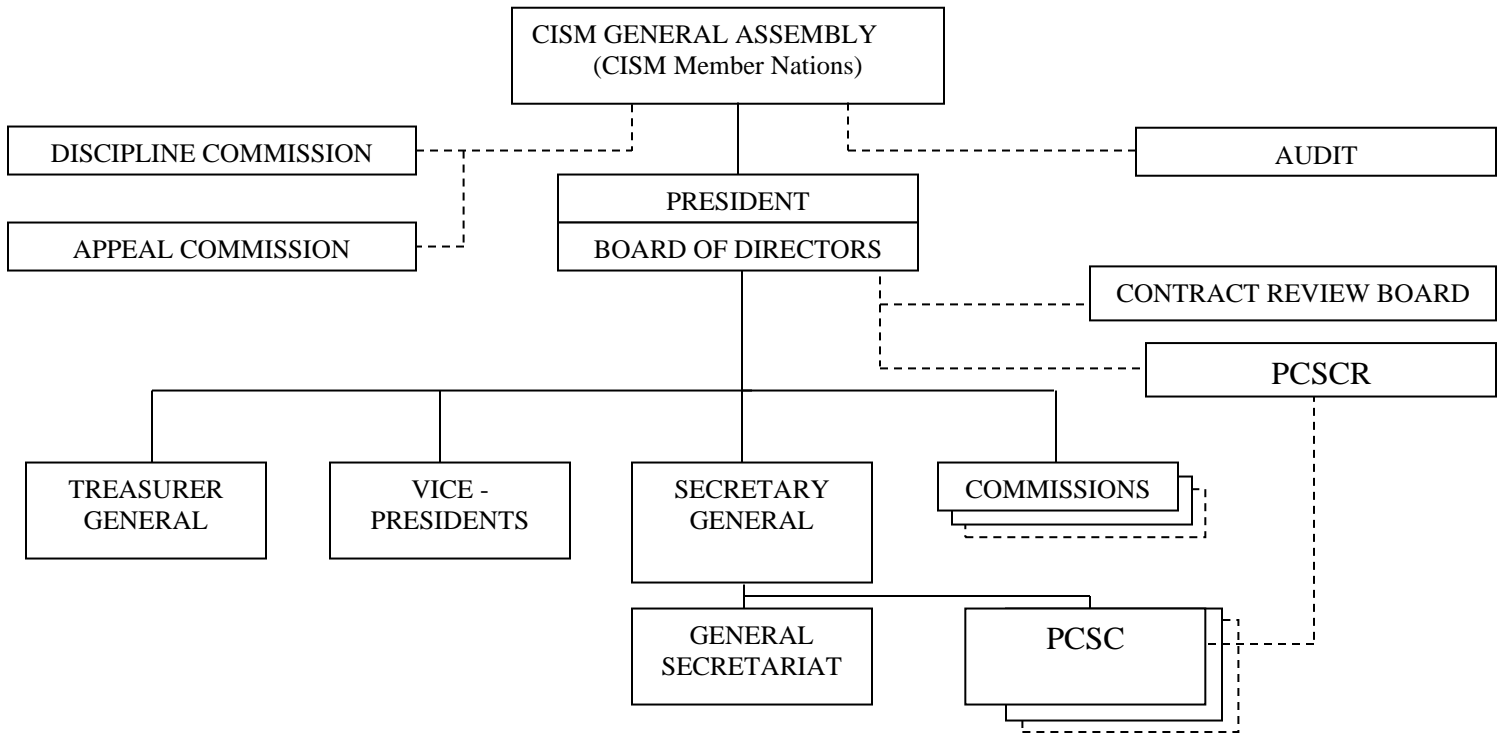 CISM GENERAL ASSEMBLY
(CISM Member Nations)
DISCIPLINE COMMISSION
AUDIT
PRESIDENT
APPEAL COMMISSION
BOARD OF DIRECTORS
CONTRACT REVIEW BOARD
PCSCR
TREASURER
GENERAL
VICE -
PRESIDENTS
SECRETARY
GENERAL
COMMISSIONS
GENERAL
SECRETARIAT
PCSC